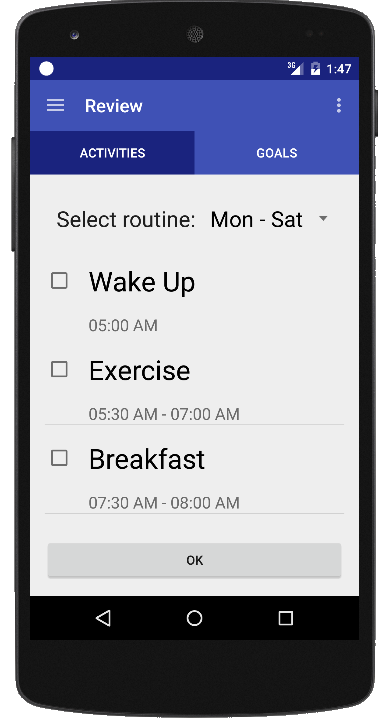 3G 1:47
Review
ACTIVITIES GOALS
Select routine: Mon - Sat
Wake Up
05:00 AM
Exercise
05:30 AM - 07:00 AM
Breakfast
07:30 AM - 08:00 AM
OK